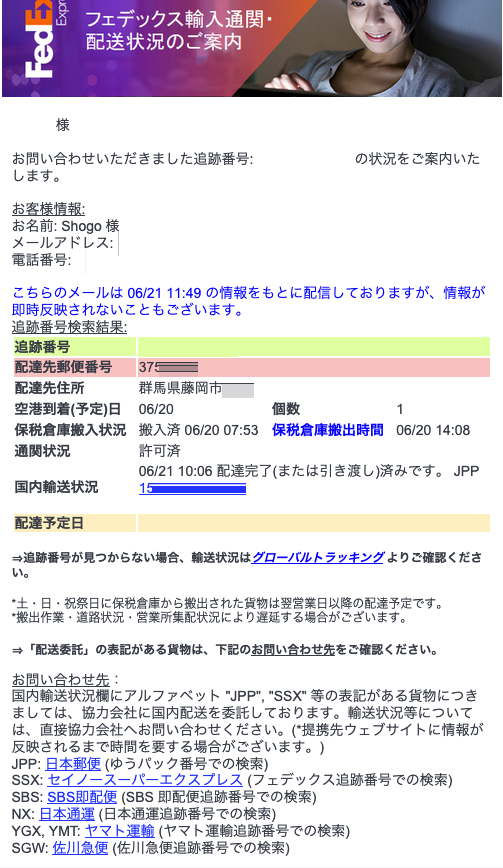 FedEx
Express
フェデックス輸入通関・
配送状況のご案内
様
お問い合わせいただきました追跡番号: の状況をご案内いた
します。
お客様情報:
お名前: Shogo 様
メールアドレス:
電話番号:
こちらのメールは 06/21 11:49 の情報をもとに配信しておりますが、情報が
即時反映されないこともございます。
追跡番号検索結果:
追跡番号
配達先郵便番号 375
配達先住所 群馬県藤岡市
空港到着(予定)日 06/20 個数 1
保税倉庫搬入状況 搬入済 06/20 07:53 保税倉庫搬出時間 06/20 14:08
通関状況 許可済
国内輸送状況 06/21 10:06 配達完了(または引き渡し)済みです。 JPP
15
配達予定日
⇒追跡番号が見つからない場合、輸送状況はグローバルトラッキング よりご確認くださ
い。
*土・日・祝祭日に保税倉庫から搬出された貨物は翌営業日以降の配達予定です。
*搬出作業・道路状況・営業所集配状況により遅延する場合がございます。
⇒「配送委託」の表記がある貨物は、下記のお問い合わせ先をご確認ください。
お問い合わせ先：
国内輸送状況欄にアルファベット "JPP", "SSX" 等の表記がある貨物につき
ましては、協力会社に国内配送を委託しております。輸送状況等について
は、直接協力会社へお問い合わせください。(*提携先ウェブサイトに情報が
反映されるまで時間を要する場合がございます。)
JPP: 日本郵便 (ゆうパック番号での検索)
SSX: セイノースーパーエクスプレス (フェデックス追跡番号での検索)
SBS: SBS即配便 (SBS 即配便追跡番号での検索)
NX: 日本通運 (日本通運追跡番号での検索)
YGX, YMT: ヤマト運輸 (ヤマト運輸追跡番号での検索)
SGW: 佐川急便 (佐川急便追跡番号での検索)